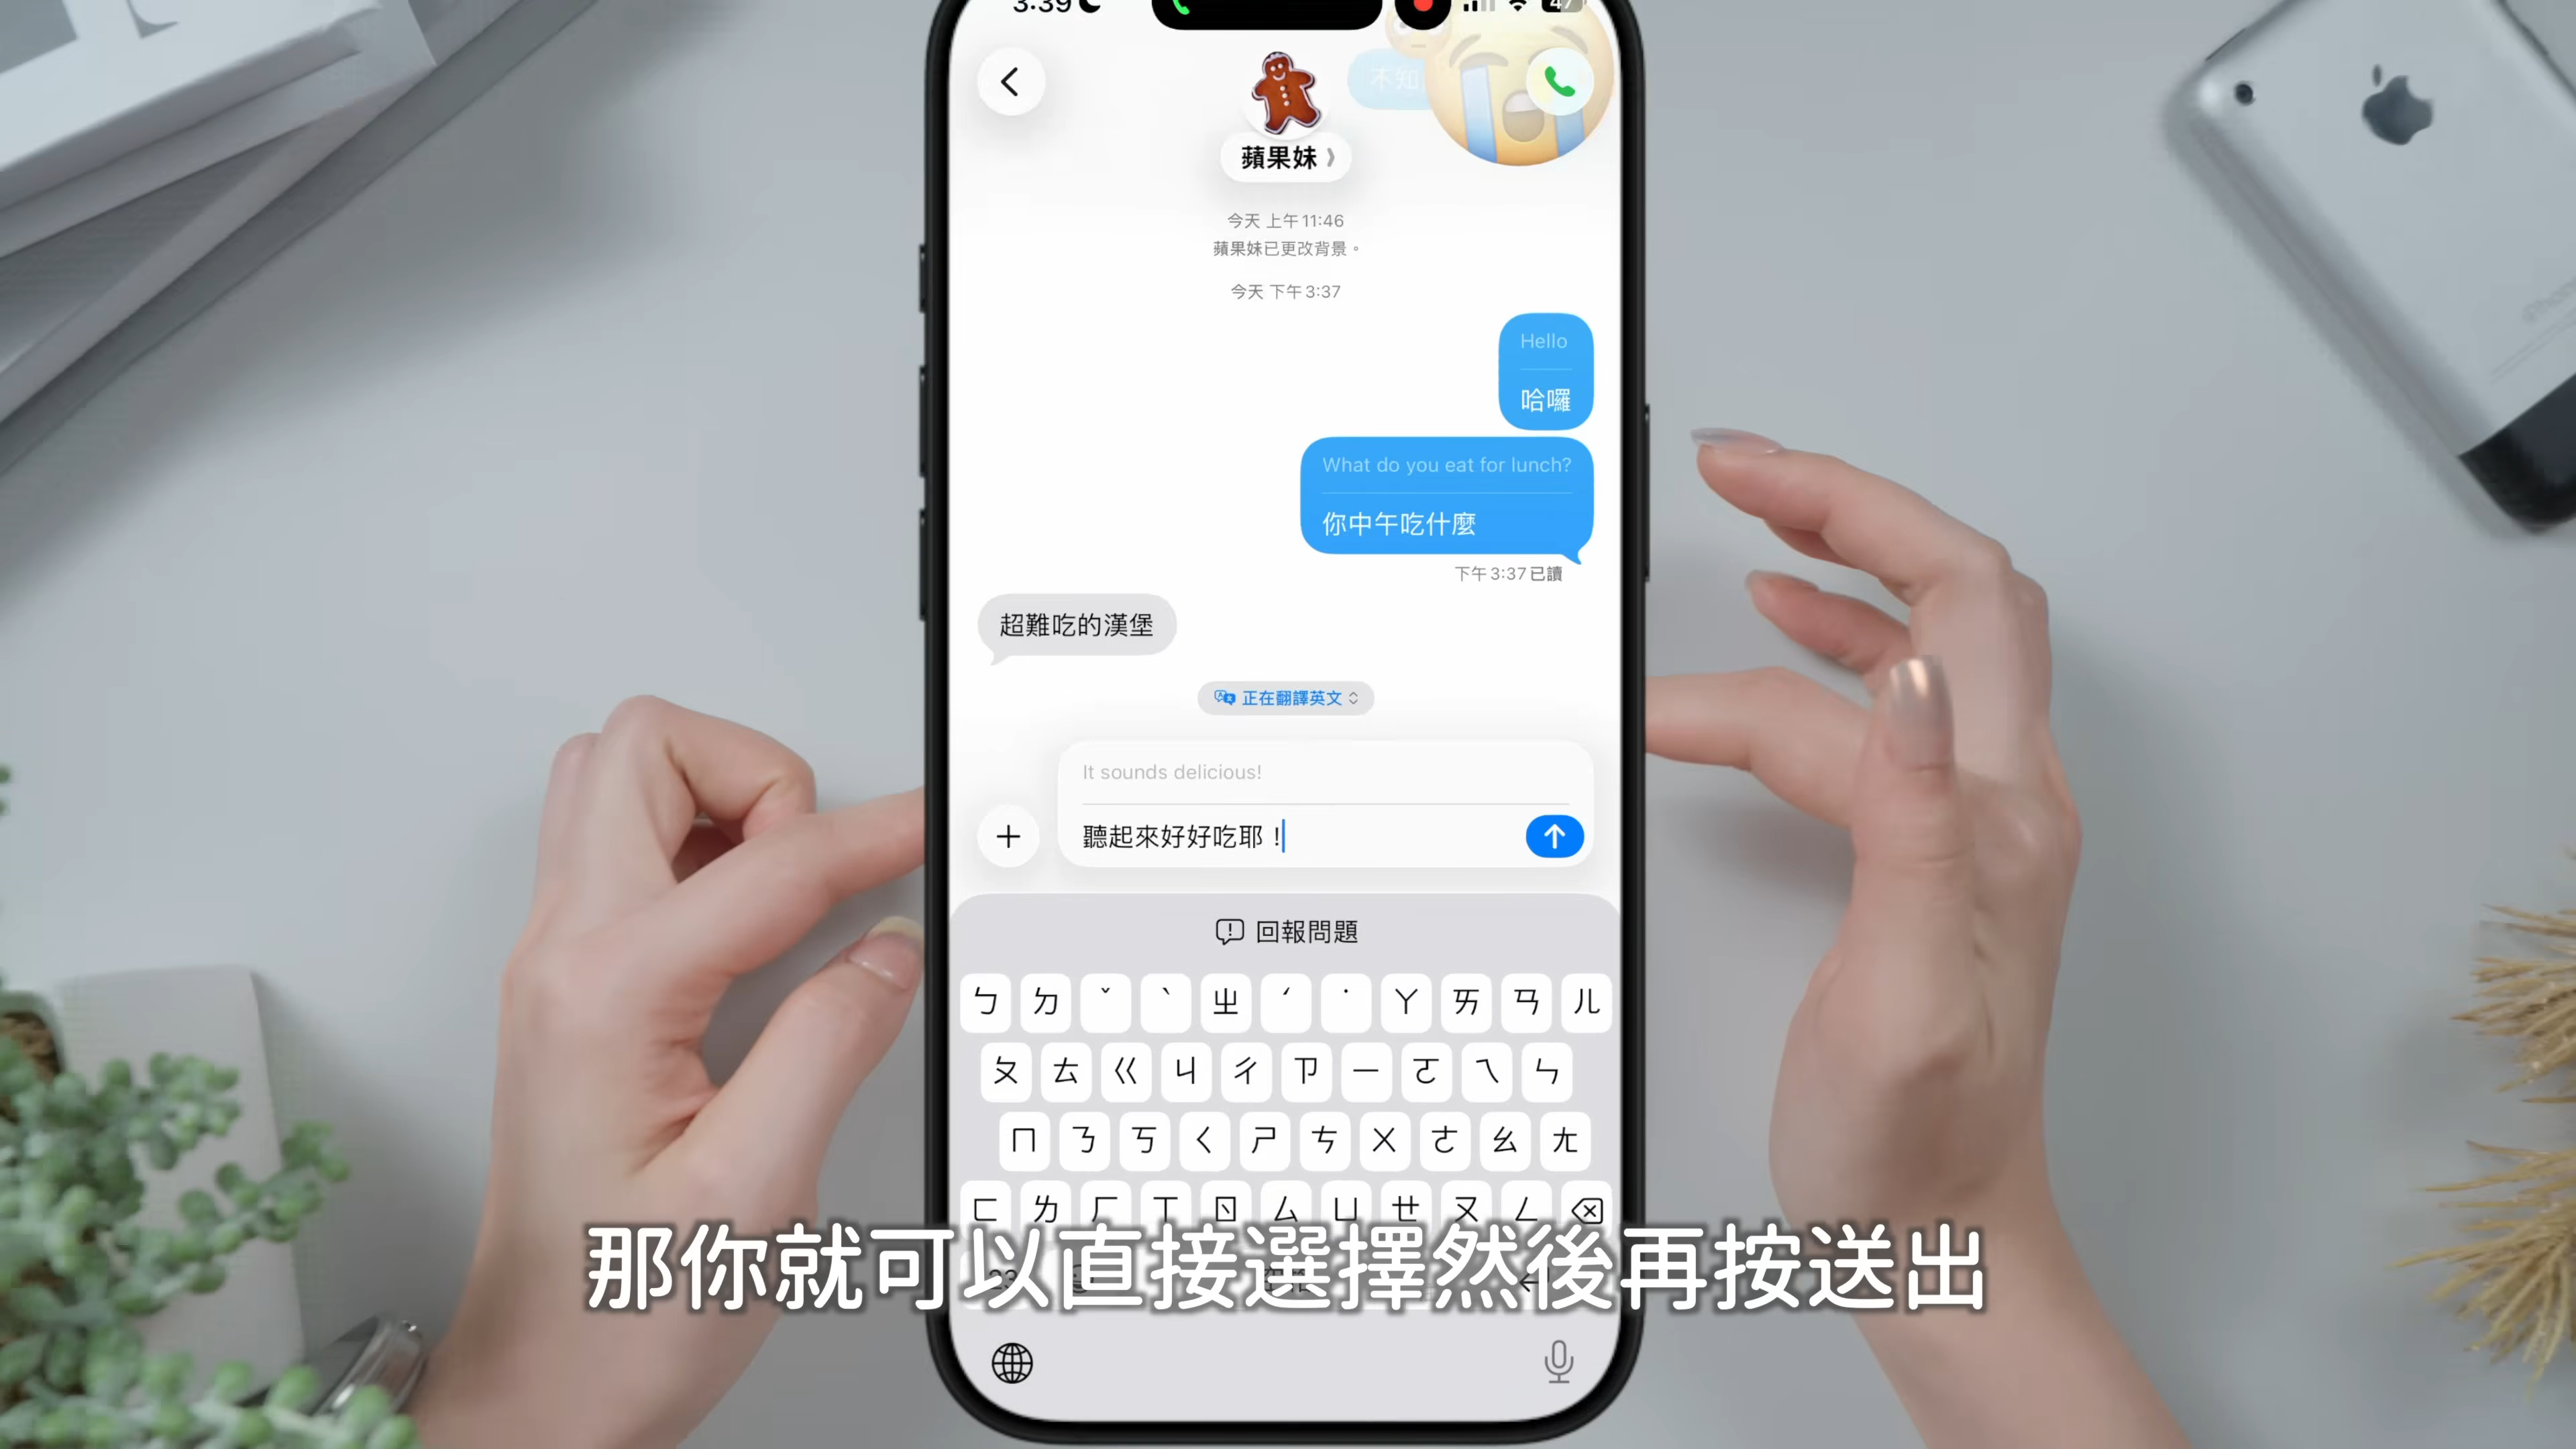 3:39
47
不知
蘋果妹 〉
今天 上午11:46
蘋果妹已更改背景。
今天 下午3:37
Hello
哈囉
What do you eat for lunch?
你中午吃什麼
下午3:37已讀
超難吃的漢堡
正在翻譯英文
It sounds delicious!
聽起來好好吃耶！
回報問題
ㄅ ㄉ ˇ ˋ ㄓ ˊ ˙ ㄚ ㄞ ㄢ ㄦ
ㄆ ㄊ ㄍ ㄐ ㄔ ㄗ ㄧ ㄛ ㄟ ㄣ
ㄇ ㄋ ㄎ ㄑ ㄕ ㄘ ㄨ ㄜ ㄠ ㄤ
ㄈ ㄌ ㄏ ㄒ ㄖ ㄙ ㄩ ㄝ ㄡ ㄥ
那你就可以直接選擇然後再按送出